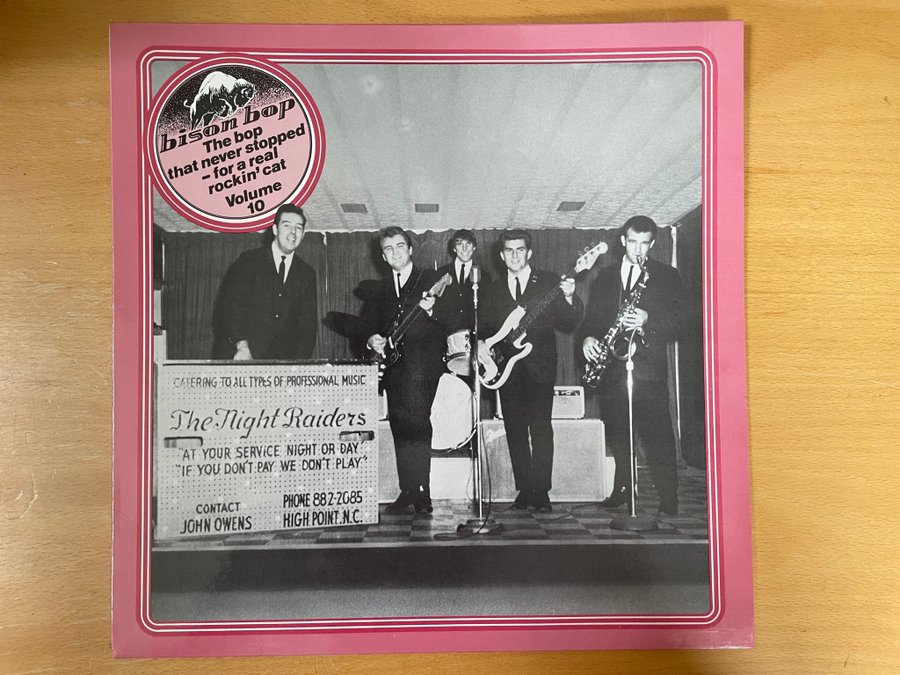 bison bop
The bop
that never stopped
– for a real
rockin' cat
Volume
10
CATERING TO ALL TYPES OF PROFESSIONAL MUSIC
The Night Raiders
"AT YOUR SERVICE NIGHT OR DAY"
"IF YOU DON'T PAY WE DON'T PLAY"
CONTACT
JOHN OWENS
PHONE 882-2085
HIGH POINT, N.C.